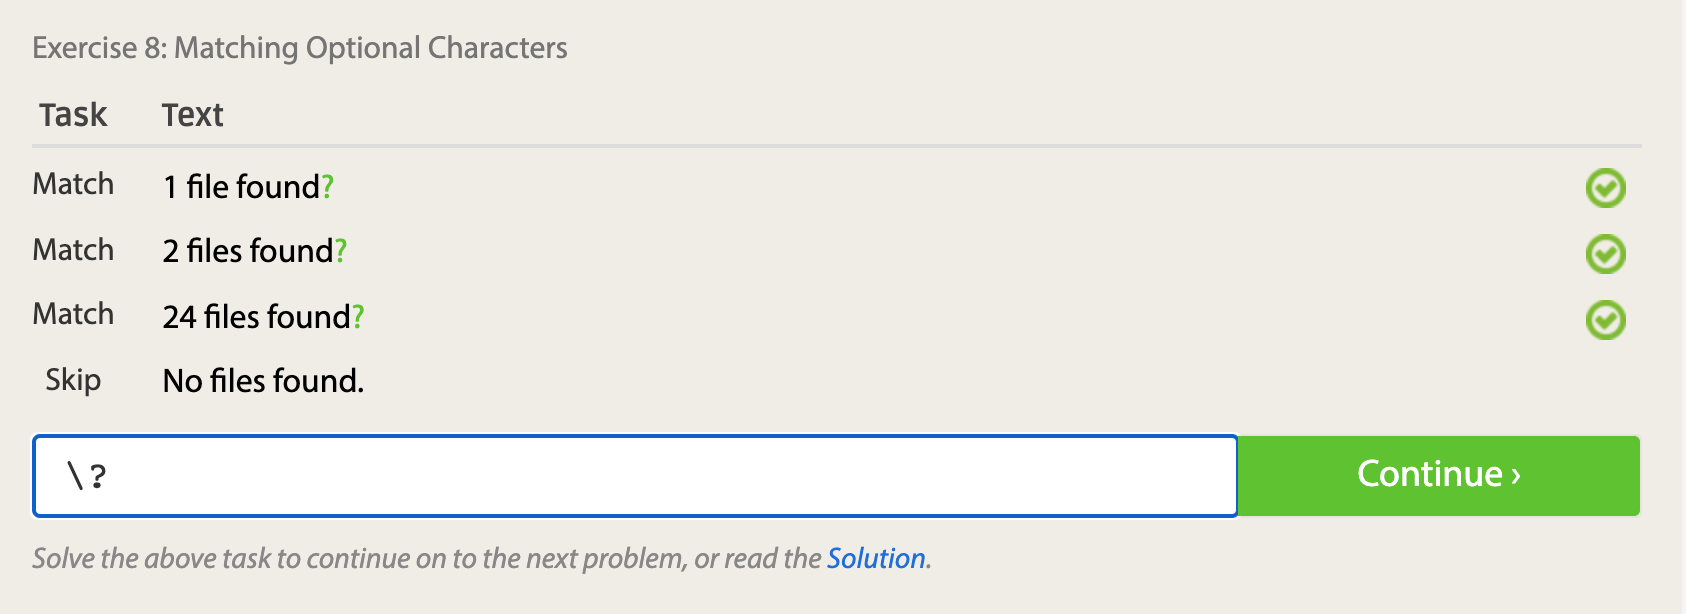 Exercise 8: Matching Optional Characters
Task Text
Match 1 file found?
Match 2 files found?
Match 24 files found?
Skip No files found.
\? Continue ›
Solve the above task to continue on to the next problem, or read the Solution.